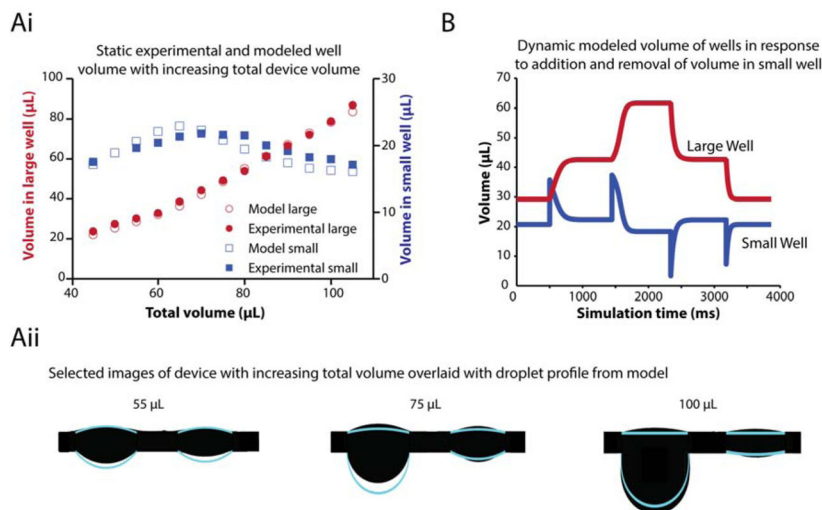 Ai
Static experimental and modeled well
volume with increasing total device volume
Volume in large well (µL)
100
80
60
40
20
0
30
20
10
0
Volume in small well (µL)
Model large
Experimental large
Model small
Experimental small
40
60
80
100
Total volume (µL)
B
Dynamic modeled volume of wells in response
to addition and removal of volume in small well
Volume (µL)
70
60
50
40
30
20
10
0
Large Well
Small Well
0
1000
2000
3000
4000
Simulation time (ms)
Aii
Selected images of device with increasing total volume overlaid with droplet profile from model
55 µL
75 µL
100 µL